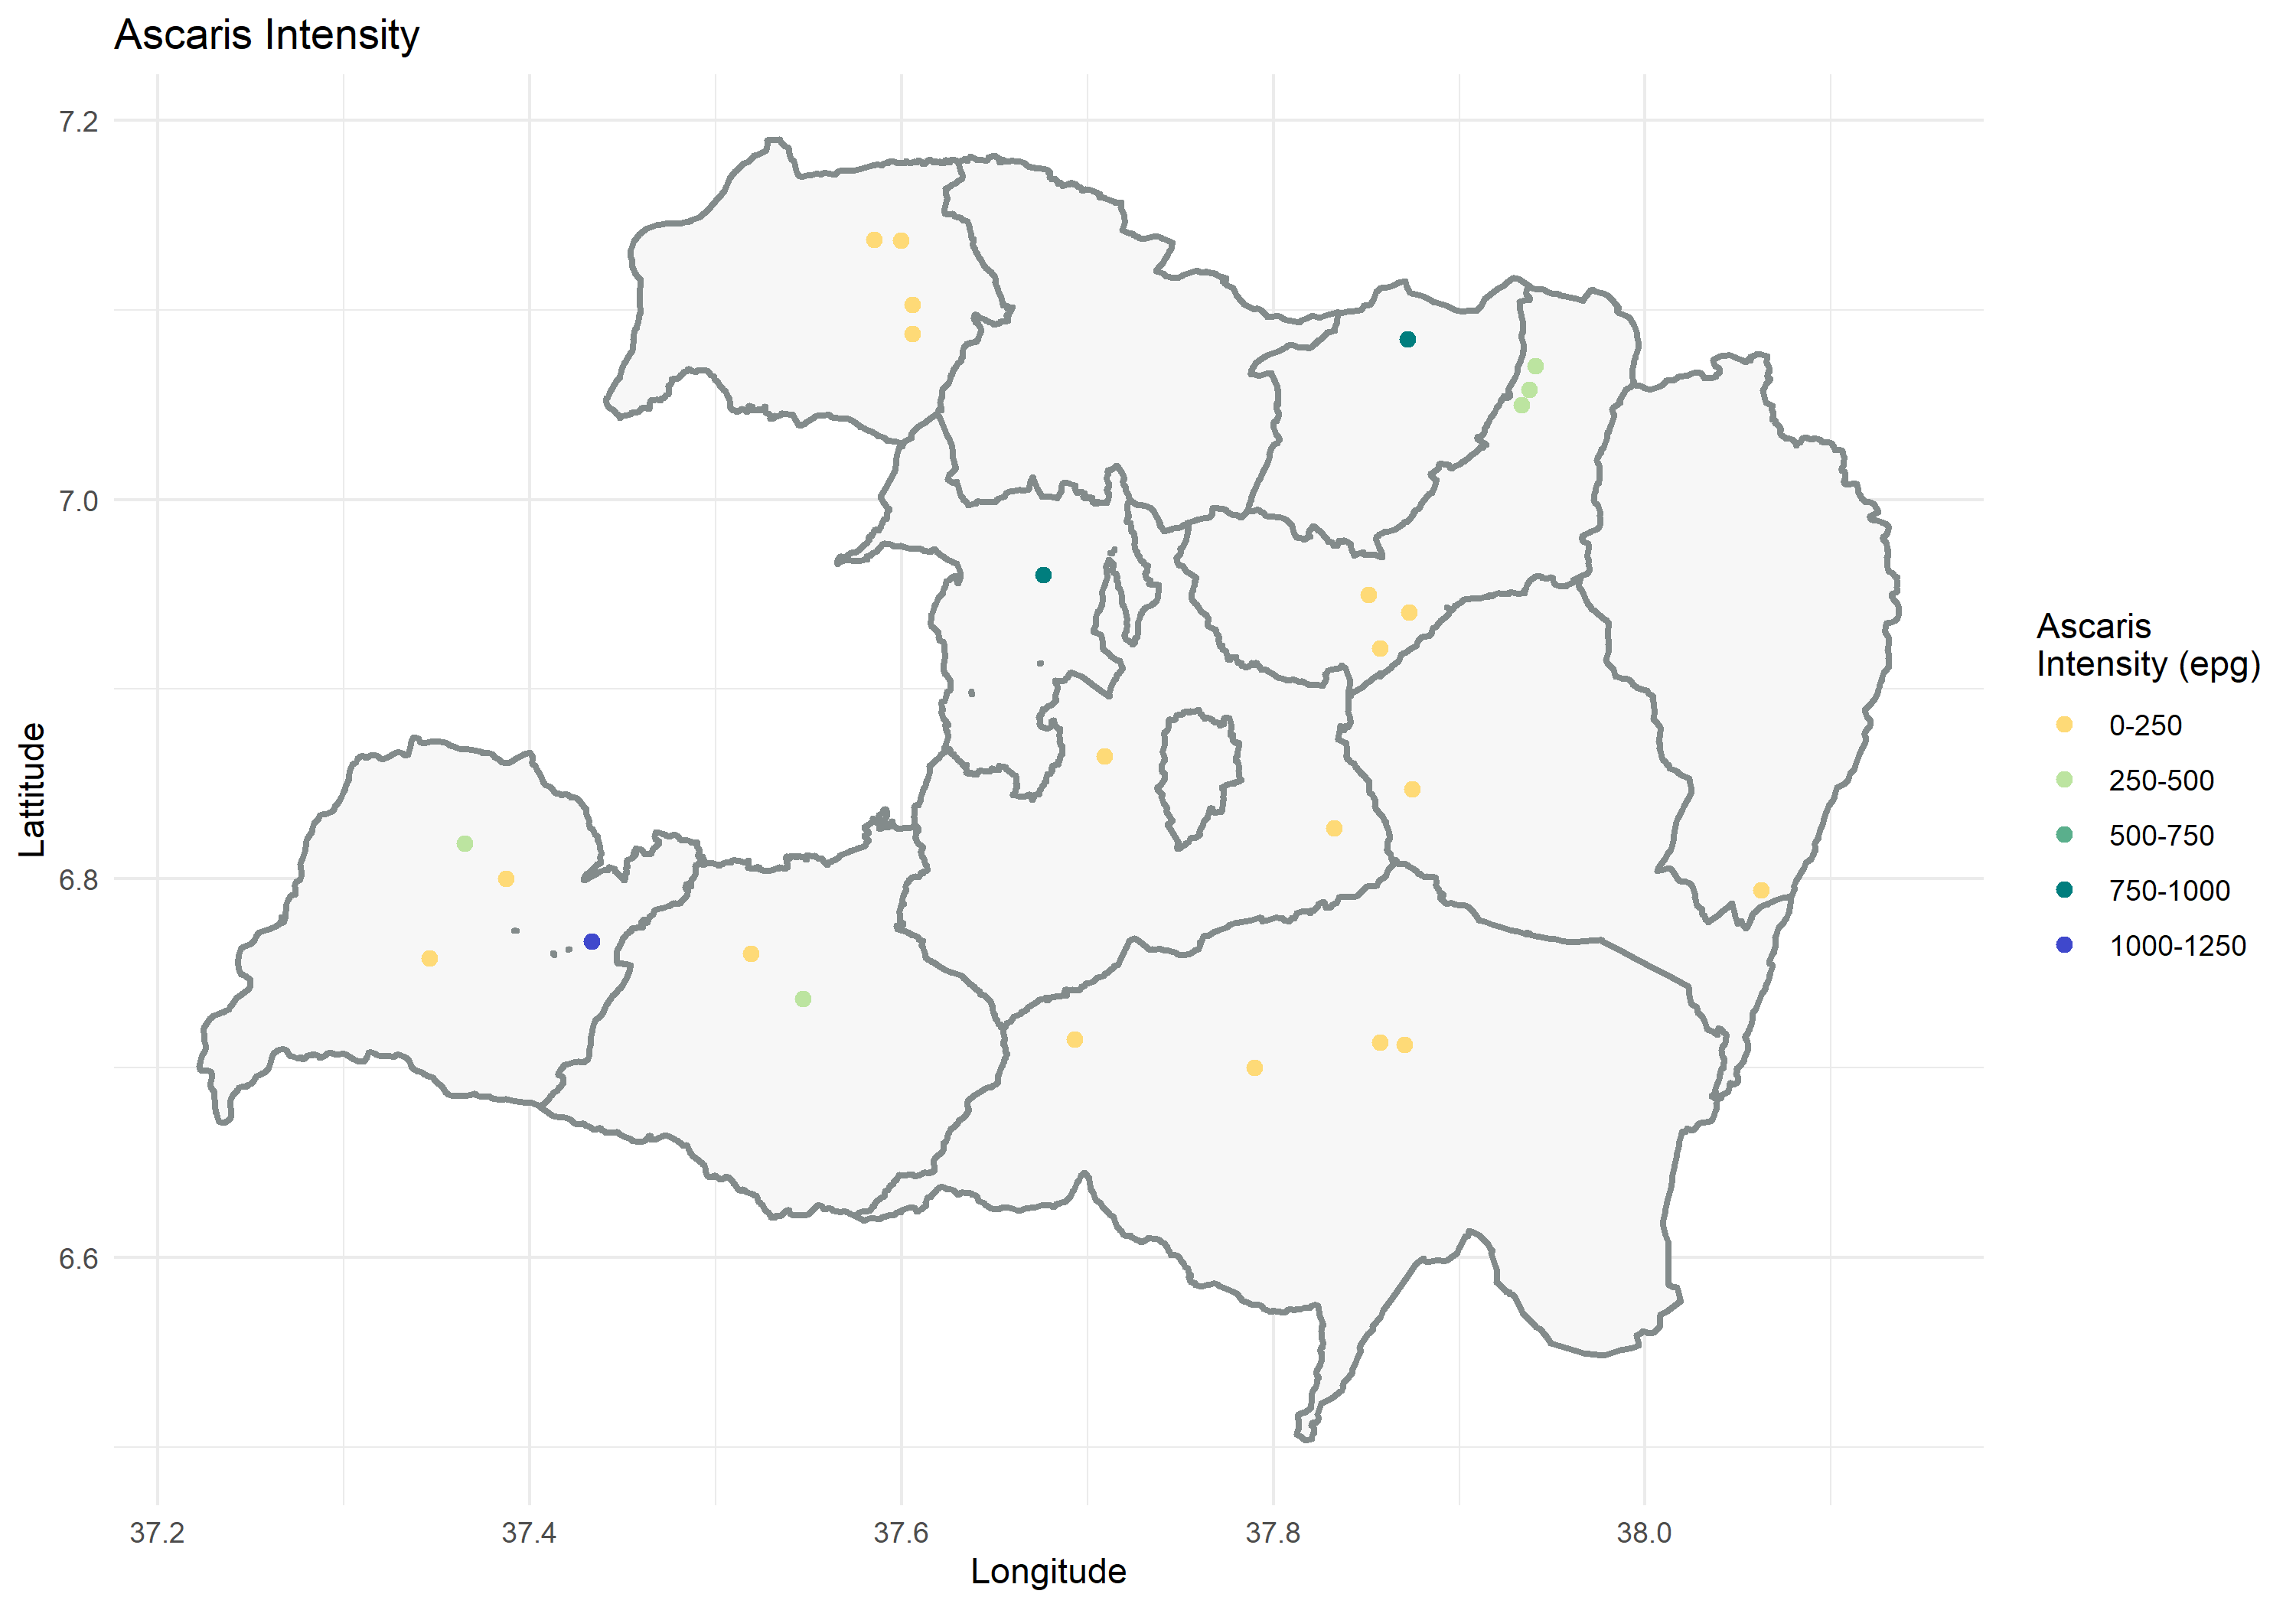 Ascaris Intensity
7.2
7.0
6.8
6.6
Lattitude
37.2
37.4
37.6
37.8
38.0
Longitude
Ascaris
Intensity (epg)
0-250
250-500
500-750
750-1000
1000-1250